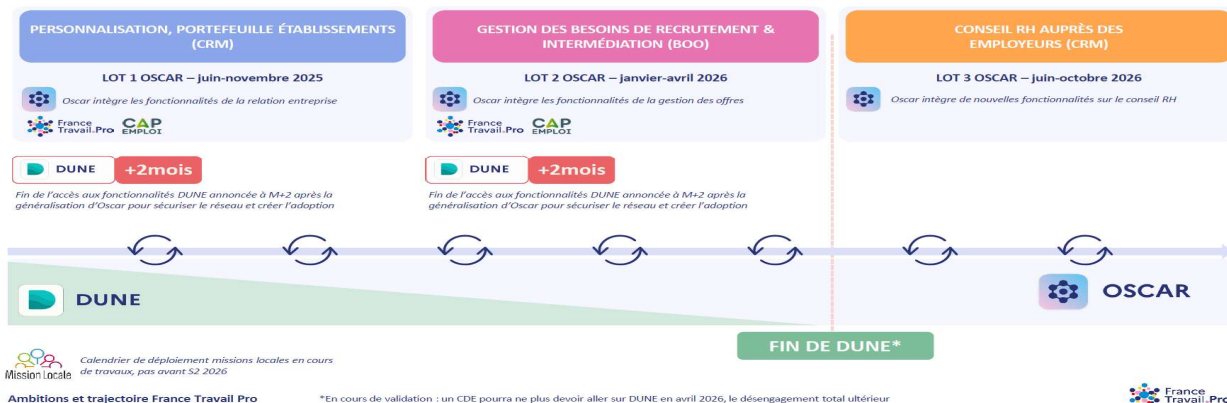 PERSONNALISATION, PORTEFEUILLE ÉTABLISSEMENTS
(CRM)
LOT 1 OSCAR – juin-novembre 2025
Oscar intègre les fonctionnalités de la relation entreprise
France
Travail.Pro
CAP
EMPLOI
GESTION DES BESOINS DE RECRUTEMENT &
INTERMÉDIATION (BOO)
LOT 2 OSCAR – janvier-avril 2026
Oscar intègre les fonctionnalités de la gestion des offres
France
Travail.Pro
CAP
EMPLOI
CONSEIL RH AUPRÈS DES
EMPLOYEURS (CRM)
LOT 3 OSCAR – juin-octobre 2026
Oscar intègre de nouvelles fonctionnalités sur le conseil RH
DUNE +2mois
Fin de l'accès aux fonctionnalités DUNE annoncée à M+2 après la
généralisation d'Oscar pour sécuriser le réseau et créer l'adoption
DUNE +2mois
Fin de l'accès aux fonctionnalités DUNE annoncée à M+2 après la
généralisation d'Oscar pour sécuriser le réseau et créer l'adoption
DUNE
OSCAR
FIN DE DUNE*
Mission Locale
Calendrier de déploiement missions locales en cours
de travaux, pas avant S2 2026
Ambitions et trajectoire France Travail Pro
*En cours de validation : un CDE pourra ne plus devoir aller sur DUNE en avril 2026, le désengagement total ultérieur
France
Travail.Pro